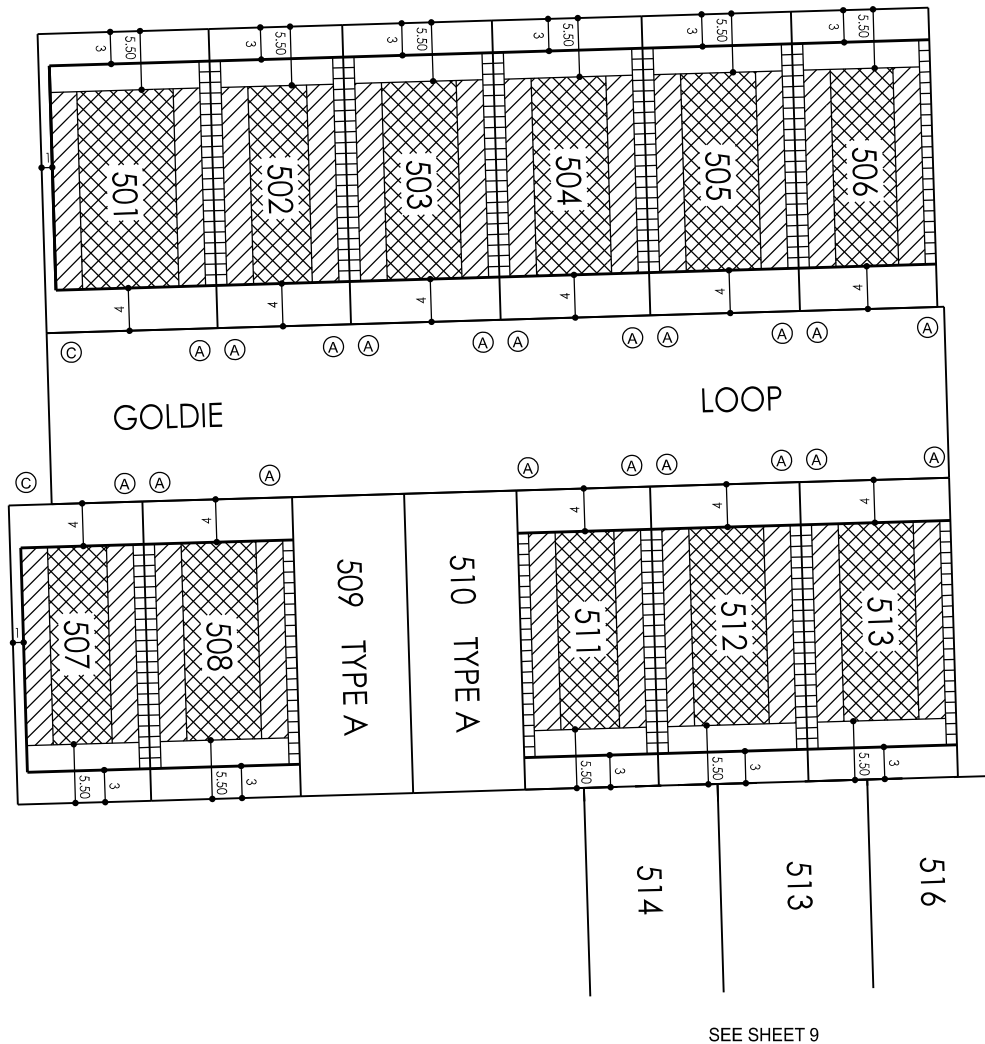 3 5.50 3 5.50 3 5.50 3 5.50 3 5.50 3 5.50
1
501 502 503 504 505 506
4 4 4 4 4 4
C A A A A A A A A A A A
GOLDIE LOOP
C A A A A A A A A A
4 4 4 4 4
1
507 508 509 TYPE A 510 TYPE A 511 512 513
5.50 3 5.50 3 5.50 3 5.50 3 5.50 3
514 513 516
SEE SHEET 9